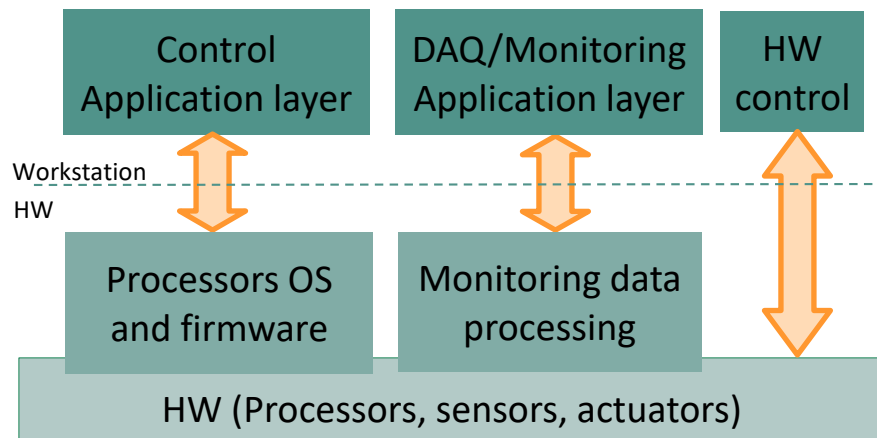 Control
Application layer
DAQ/Monitoring
Application layer
HW
control
Workstation
HW
Processors OS
and firmware
Monitoring data
processing
HW (Processors, sensors, actuators)